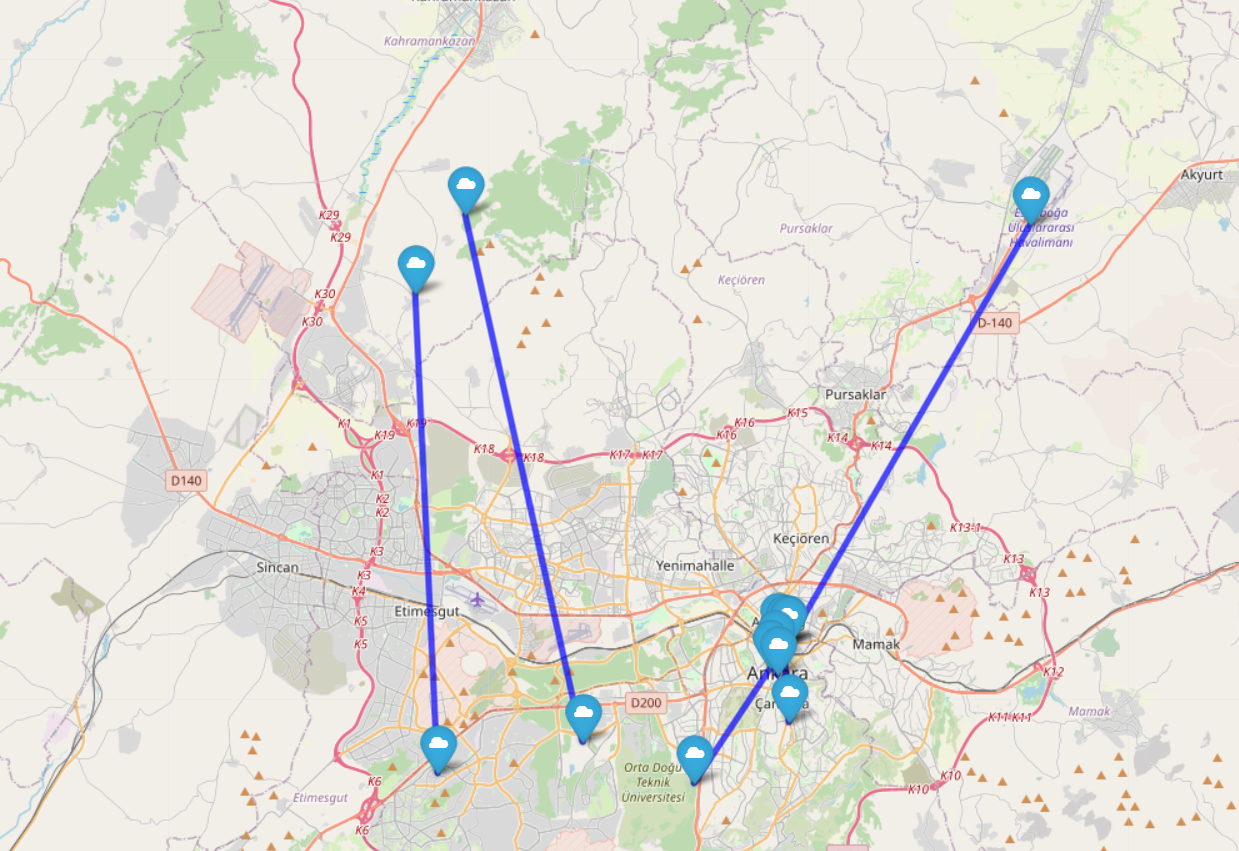 Kahramankazan
Kahramankazan
K29
K29
Akyurt
Pursaklar
Uluslararası
Havalimanı
Keçiören
K30
K30
D-140
Pursaklar
K15
K16
K16
K1
K19
K19
K14
K14
K18
K18
K17
K17
D140
K1
K2
K2
K13-1
Keçiören
K3
K13
Sincan
Yenimahalle
K3
K4
K13
Etimesgut
K5
K5
Mamak
K12
Ankara
D200
K11
K11
Mamak
Orta Doğu
Teknik
Üniversitesi
K10
K10
K6
Etimesgut
K6